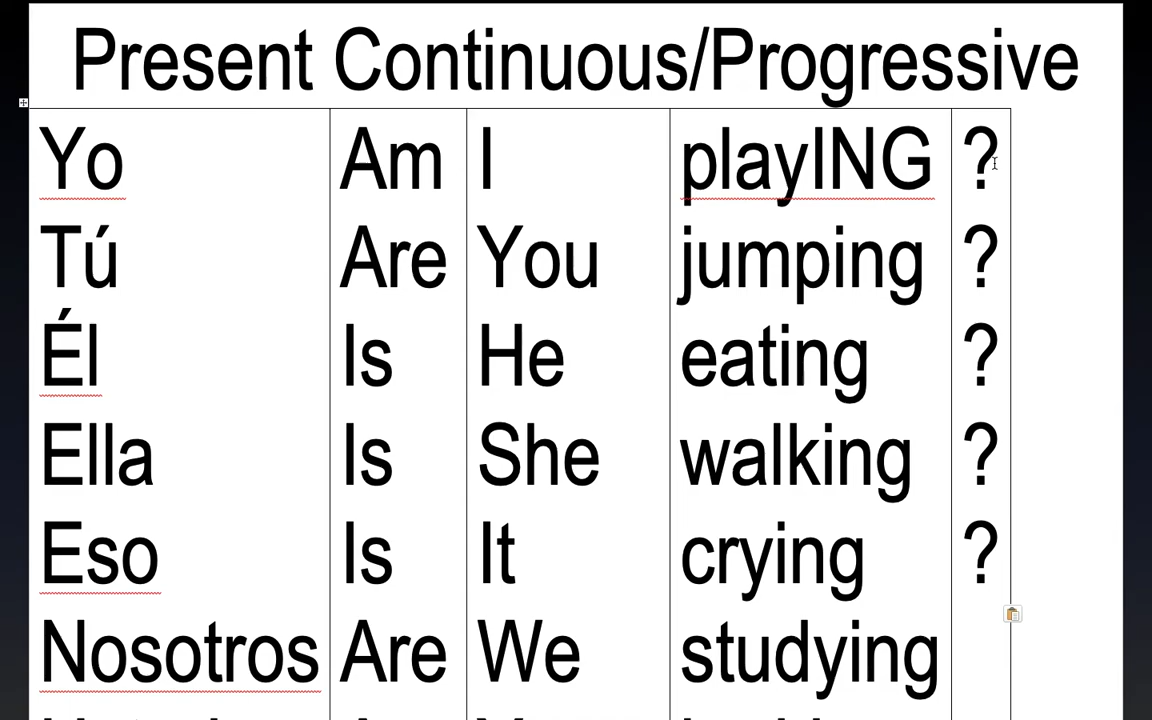 Present Continuous/Progressive
Yo Am I playING ?
Tú Are You jumping ?
Él Is He eating ?
Ella Is She walking ?
Eso Is It crying ?
Nosotros Are We studying